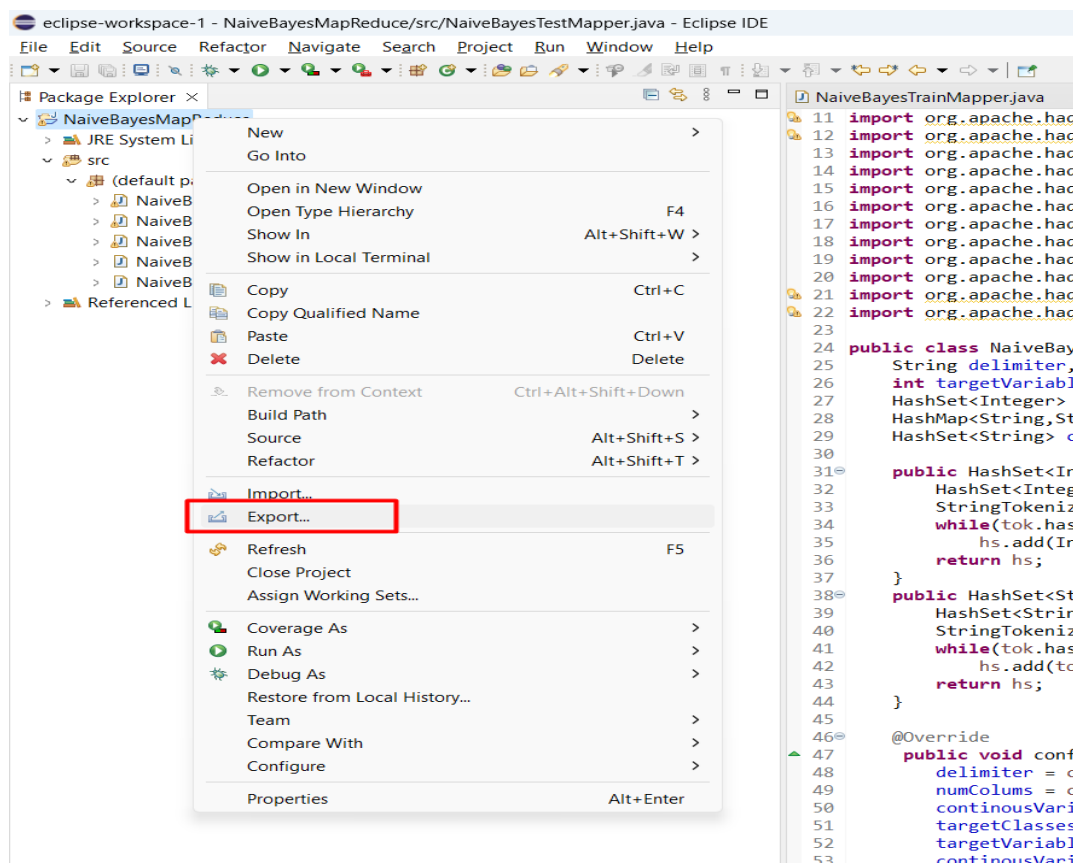 eclipse-workspace-1 - NaiveBayesMapReduce/src/NaiveBayesTestMapper.java - Eclipse IDE
File Edit Source Refactor Navigate Search Project Run Window Help
Package Explorer
NaiveBayesMapReduce
JRE System Li
src
(default pa
NaiveB
NaiveB
NaiveB
NaiveB
NaiveB
Referenced L
New
Go Into
Open in New Window
Open Type Hierarchy F4
Show In Alt+Shift+W >
Show in Local Terminal >
Copy Ctrl+C
Copy Qualified Name
Paste Ctrl+V
Delete Delete
Remove from Context Ctrl+Alt+Shift+Down
Build Path >
Source Alt+Shift+S >
Refactor Alt+Shift+T >
Import...
Export...
Refresh F5
Close Project
Assign Working Sets...
Coverage As >
Run As >
Debug As >
Restore from Local History...
Team >
Compare With >
Configure >
Properties Alt+Enter
NaiveBayesTrainMapper.java
11 import org.apache.had
12 import org.apache.had
13 import org.apache.had
14 import org.apache.had
15 import org.apache.had
16 import org.apache.had
17 import org.apache.had
18 import org.apache.had
19 import org.apache.had
20 import org.apache.had
21 import org.apache.had
22 import org.apache.had
23
24 public class NaiveBay
25 String delimiter,
26 int targetVariabl
27 HashSet<Integer>
28 HashMap<String,St
29 HashSet<String> c
30
31 public HashSet<In
32 HashSet<Integ
33 StringTokeniz
34 while(tok.has
35 hs.add(In
36 return hs;
37 }
38 public HashSet<St
39 HashSet<Strin
40 StringTokeniz
41 while(tok.has
42 hs.add(to
43 return hs;
44 }
45
46 @Override
47 public void conf
48 delimiter = c
49 numColums = c
50 continousVari
51 targetClasses
52 targetVariabl
53 continousVari